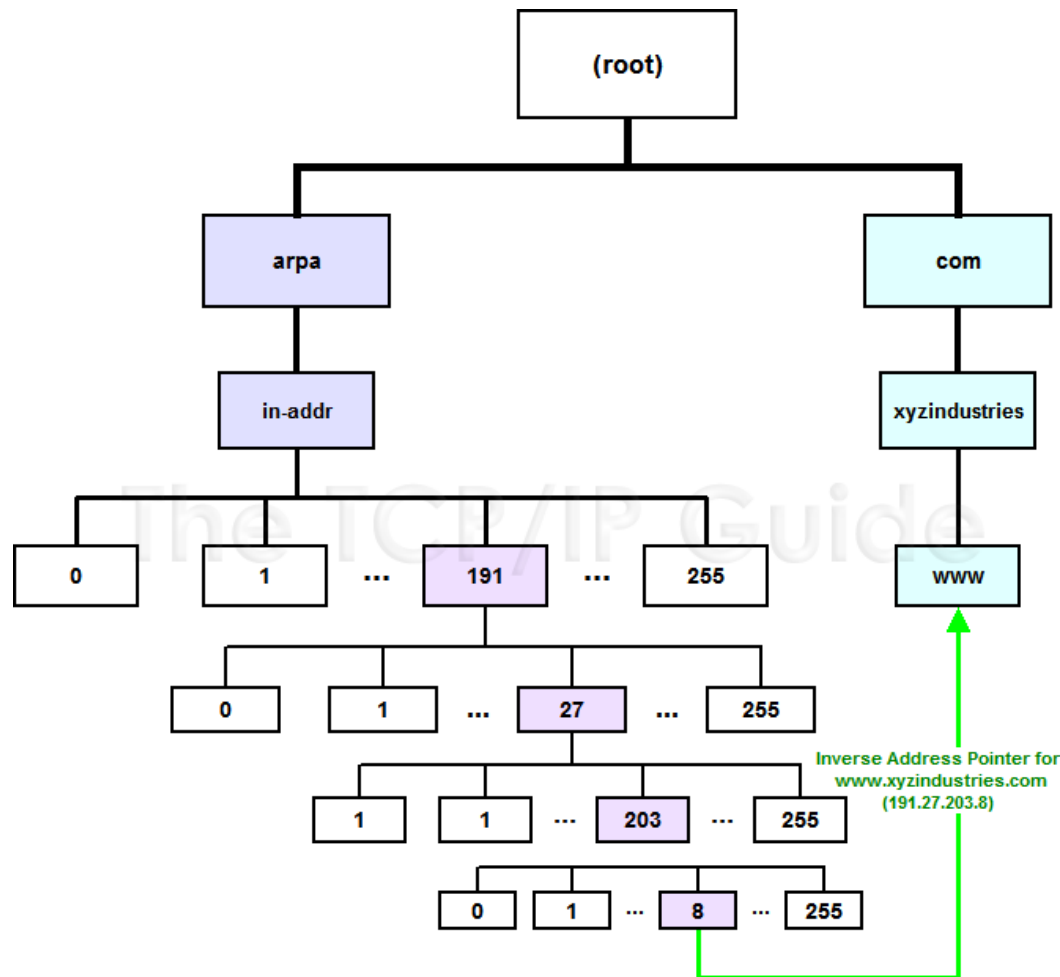 (root)
arpa com
in-addr xyzindustries
The TCP/IP Guide
0 1 ... 191 ... 255 www
0 1 ... 27 ... 255
Inverse Address Pointer for
www.xyzindustries.com
(191.27.203.8)
1 1 ... 203 ... 255
0 1 ... 8 ... 255